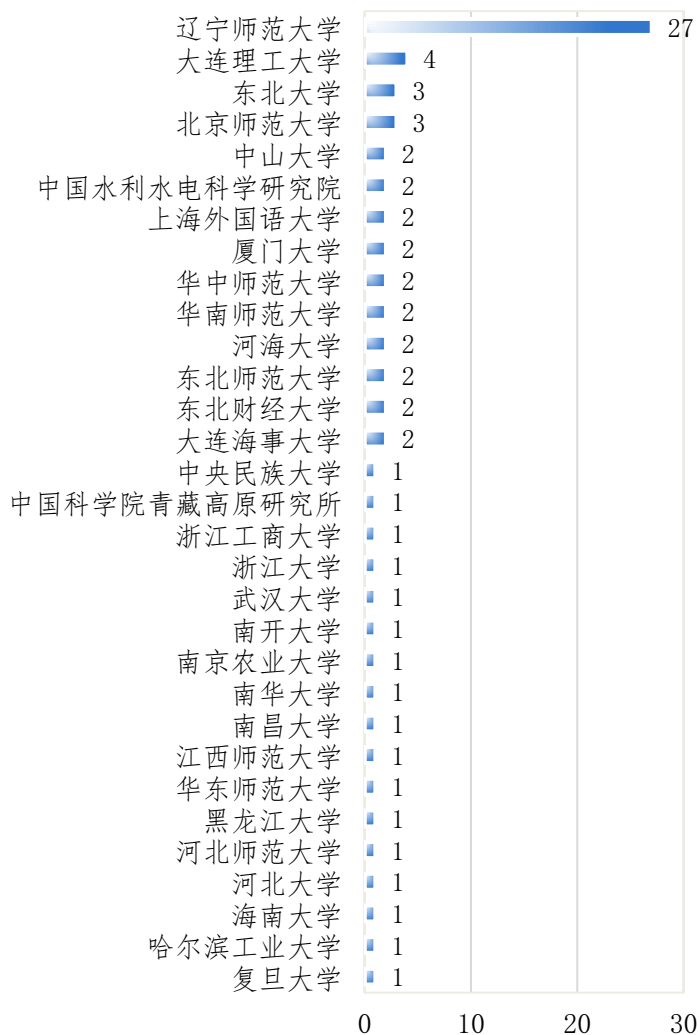 辽宁师范大学 27
大连理工大学 4
东北大学 3
北京师范大学 3
中山大学 2
中国水利水电科学研究院 2
上海外国语大学 2
厦门大学 2
华中师范大学 2
华南师范大学 2
河海大学 2
东北师范大学 2
东北财经大学 2
大连海事大学 2
中央民族大学 1
中国科学院青藏高原研究所 1
浙江工商大学 1
浙江大学 1
武汉大学 1
南开大学 1
南京农业大学 1
南华大学 1
南昌大学 1
江西师范大学 1
华东师范大学 1
黑龙江大学 1
河北师范大学 1
河北大学 1
海南大学 1
哈尔滨工业大学 1
复旦大学 1
0 10 20 30